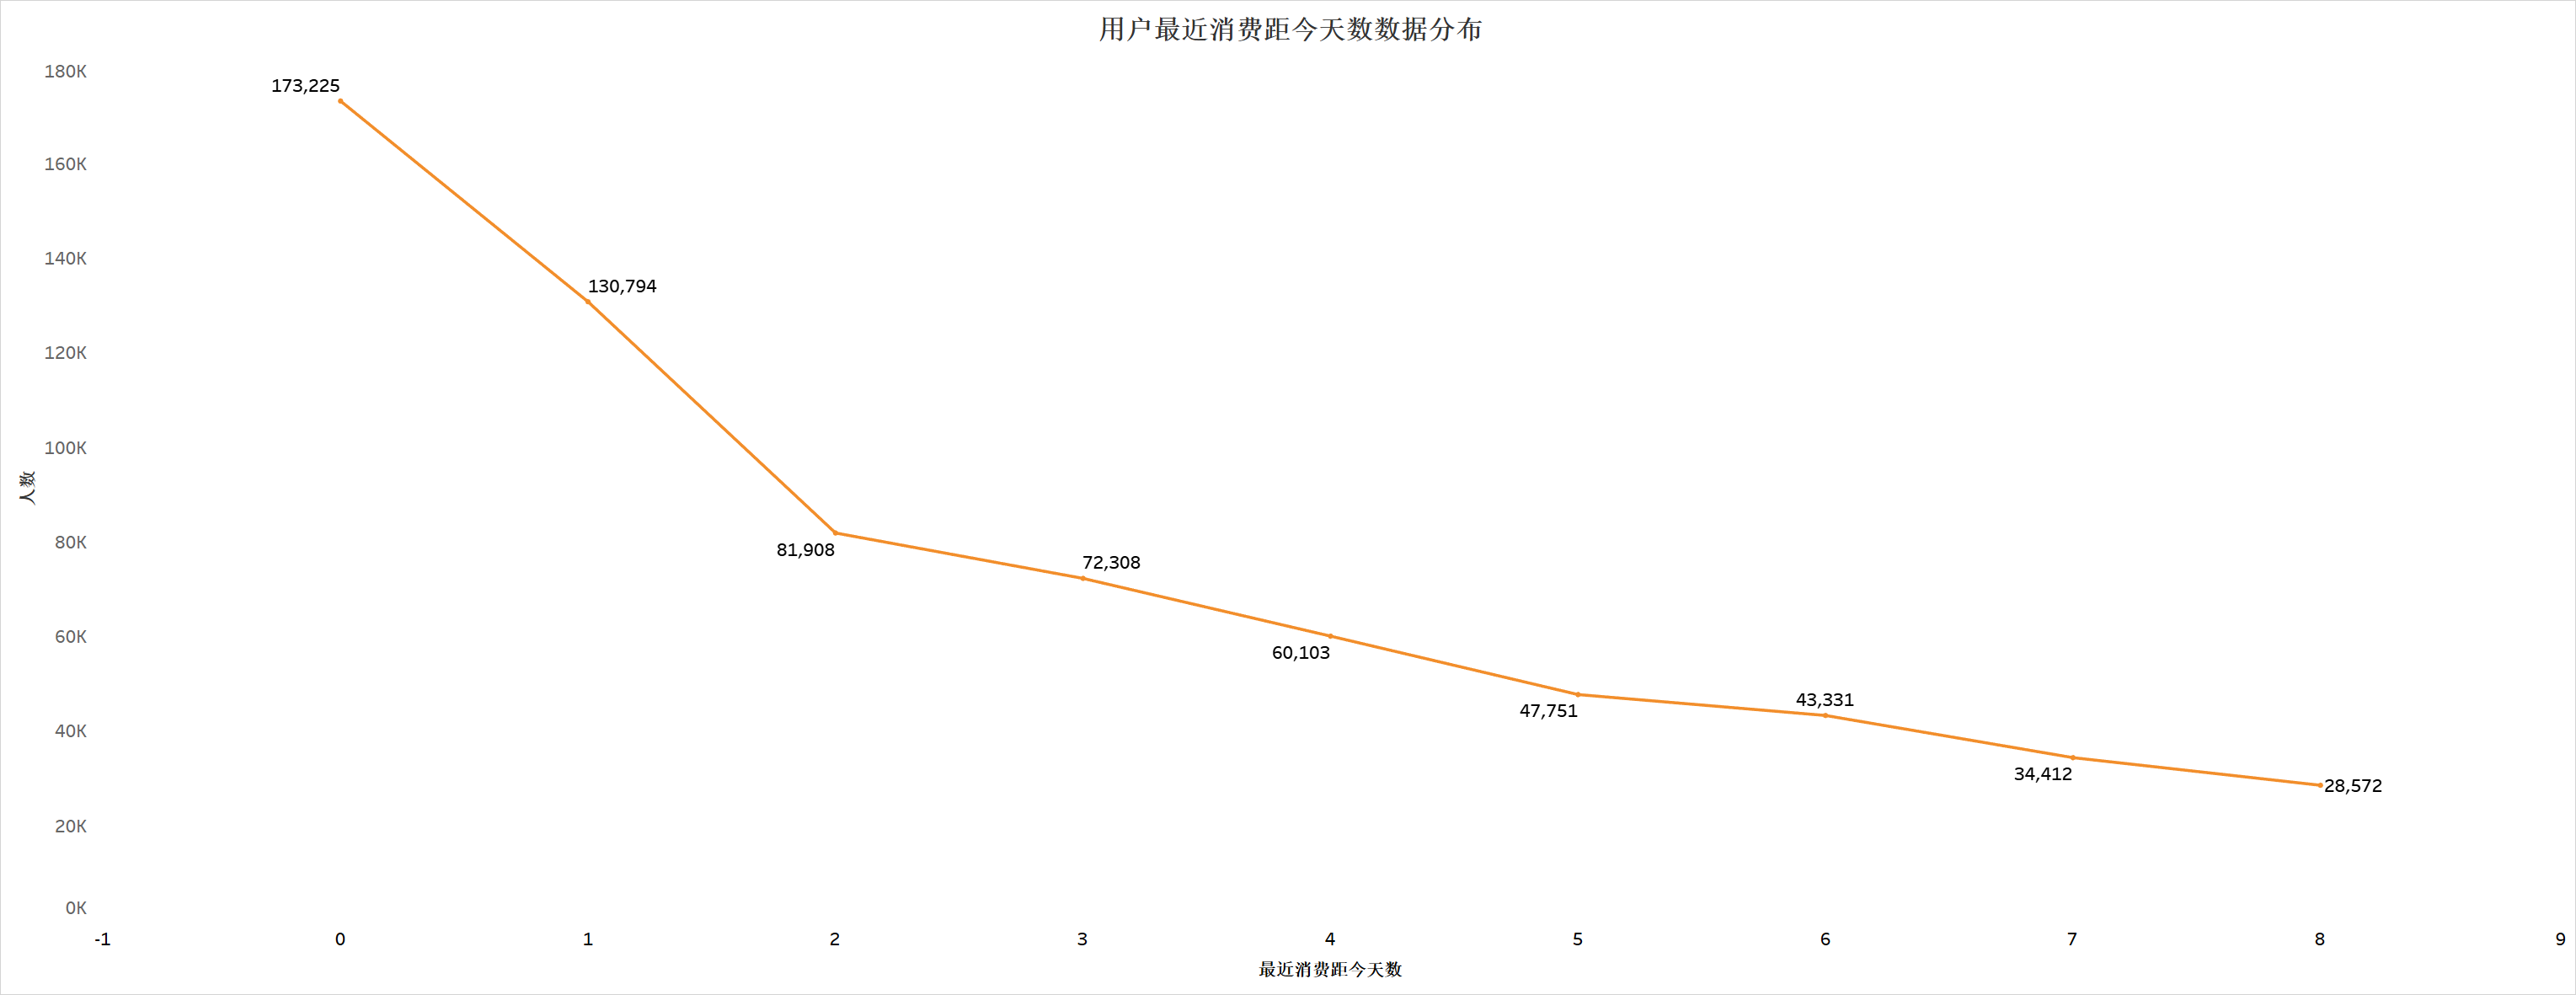 用户最近消费距今天数数据分布
180K
173,225
160K
140K
130,794
120K
100K
人数
80K
81,908
72,308
60K
60,103
47,751
43,331
40K
34,412
28,572
20K
0K
-1 0 1 2 3 4 5 6 7 8 9
最近消费距今天数